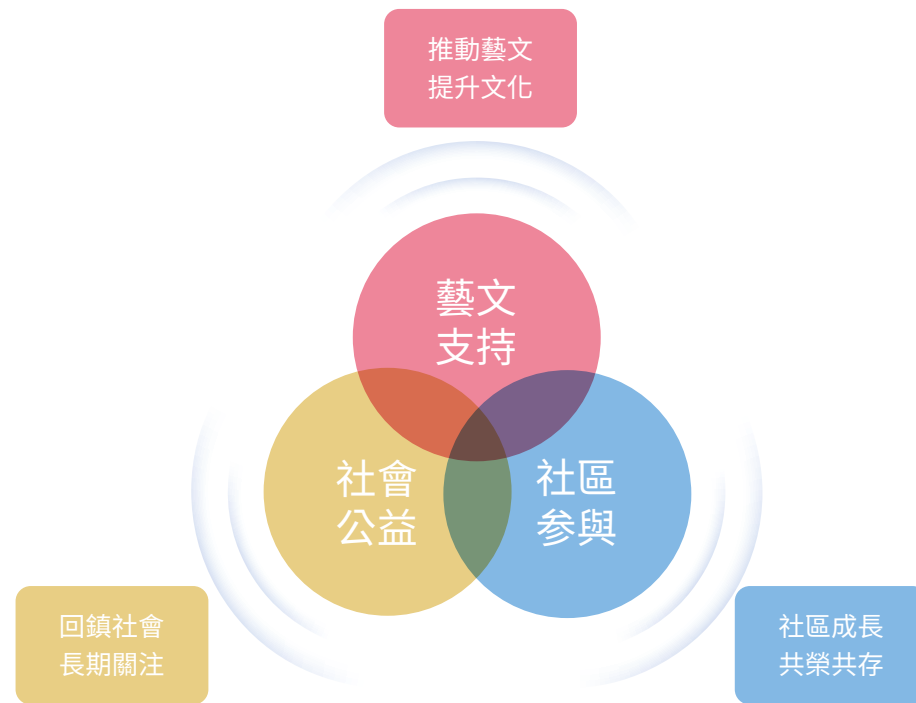 推動藝文
提升文化
藝文
支持
社會
公益
社區
参與
回鎮社會
長期關注
社區成長
共榮共存